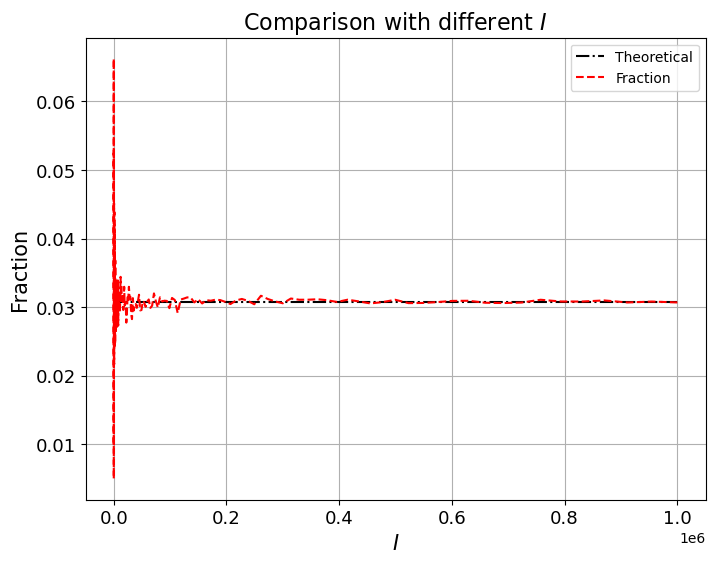 Comparison with different I
Theoretical
Fraction
Fraction
0.06
0.05
0.04
0.03
0.02
0.01
0.0 0.2 0.4 0.6 0.8 1.0
1e6
I